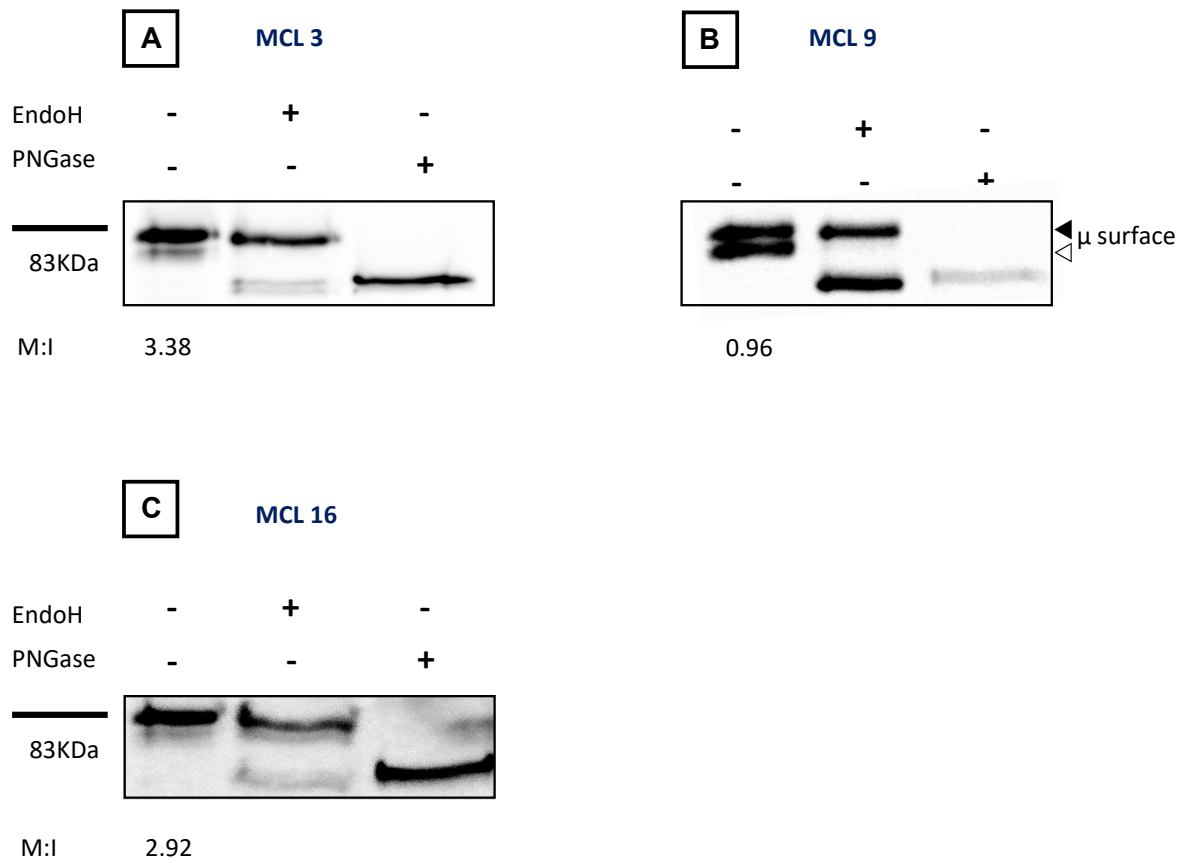 A MCL 3
EndoH - + -
PNGase - - +
83KDa
M:I 3.38
B MCL 9
- + -
- - +
µ surface
0.96
C MCL 16
EndoH - + -
PNGase - - +
83KDa
M:I 2.92